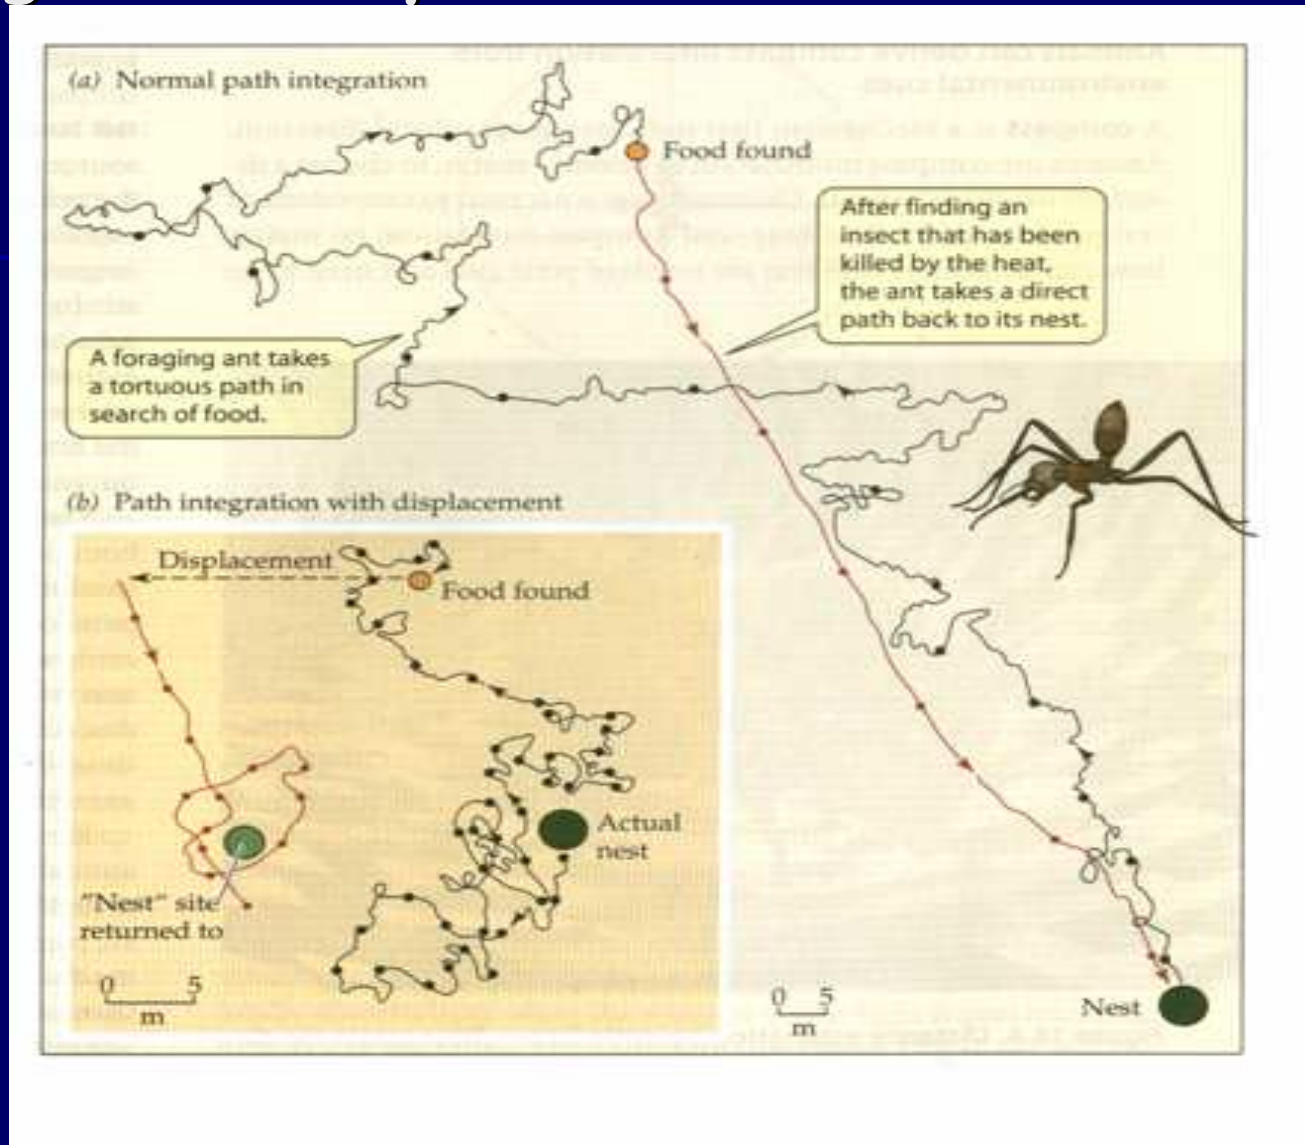 (a) Normal path integration
Food found
After finding an
insect that has been
killed by the heat,
the ant takes a direct
path back to its nest.
A foraging ant takes
a tortuous path in
search of food.
(b) Path integration with displacement
Displacement
Food found
Actual
nest
"Nest" site
returned to
0 5
m
0 5
m
Nest